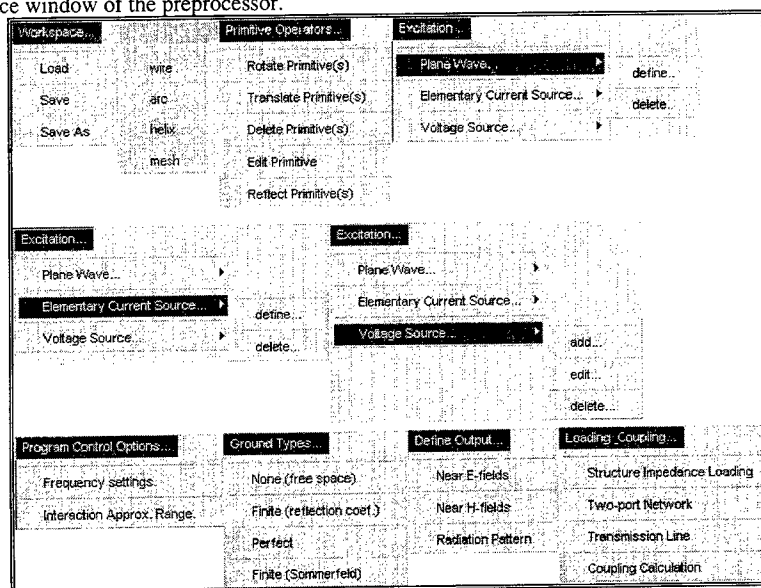 ce window of the preprocessor.
Workspace...
Load
Save
Save As
wire
arc
helix
mesh
Primitive Operators...
Rotate Primitive(s)
Translate Primitive(s)
Delete Primitive(s)
Edit Primitive
Reflect Primitive(s)
Excitation...
Plane Wave...
Elementary Current Source...
Voltage Source...
define...
delete...
Excitation...
Plane Wave...
Elementary Current Source...
Voltage Source...
define...
delete...
Excitation...
Plane Wave...
Elementary Current Source...
Voltage Source...
add...
edit...
delete...
Program Control Options...
Frequency settings
Interaction Approx. Range
Ground Types...
None (free space)
Finite (reflection coef.)
Perfect
Finite (Sommerfeld)
Define Output...
Near E-fields
Near H-fields
Radiation Pattern
Loading_Coupling...
Structure Impedance Loading
Two-port Network
Transmission Line
Coupling Calculation